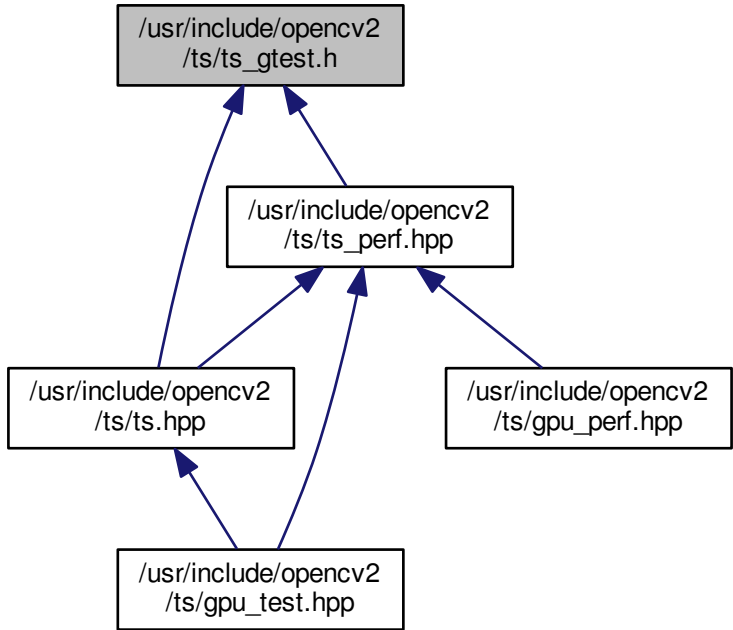 /usr/include/opencv2
/ts/ts_gtest.h
/usr/include/opencv2
/ts/ts_perf.hpp
/usr/include/opencv2
/ts/ts.hpp
/usr/include/opencv2
/ts/gpu_perf.hpp
/usr/include/opencv2
/ts/gpu_test.hpp